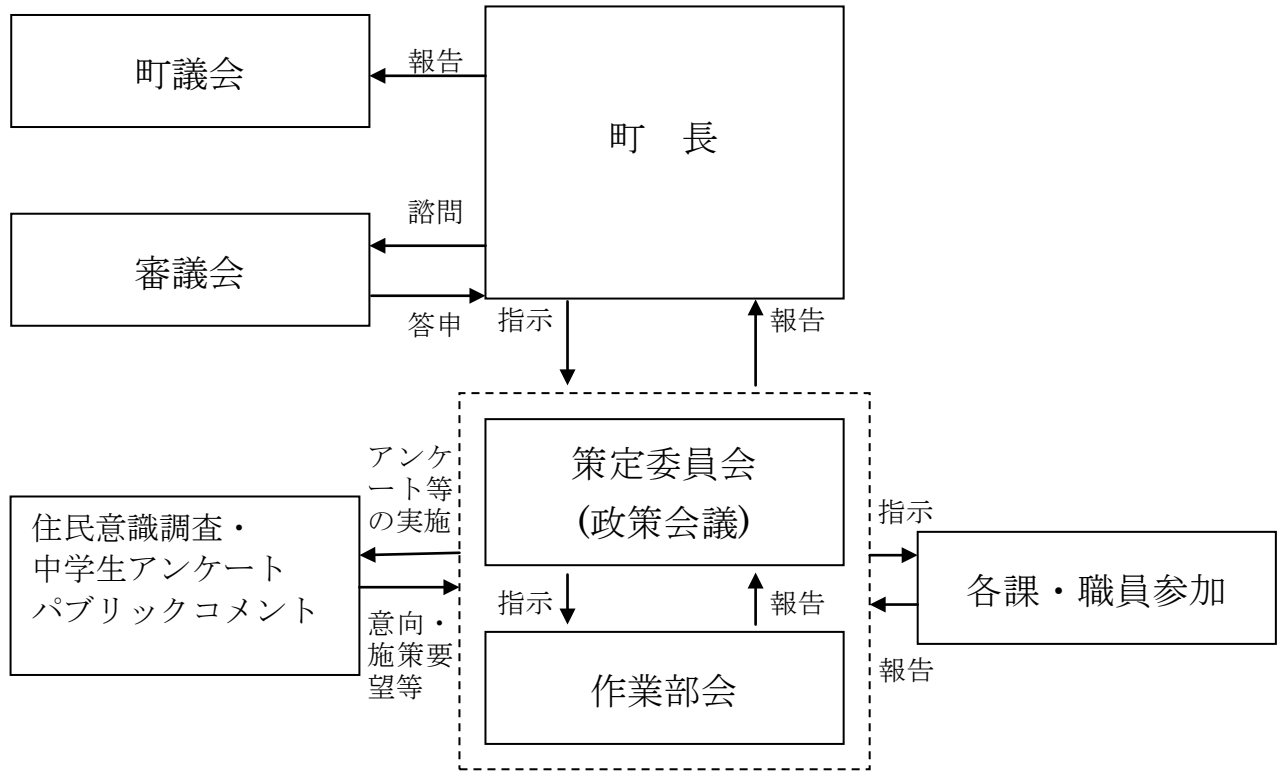 町議会
報告
町　長
諮問
審議会
答申
指示
報告
策定委員会
(政策会議)
アンケ
ート等
の実施
住民意識調査・
中学生アンケート
パブリックコメント
意向・
施策要
望等
指示
報告
作業部会
指示
各課・職員参加
報告